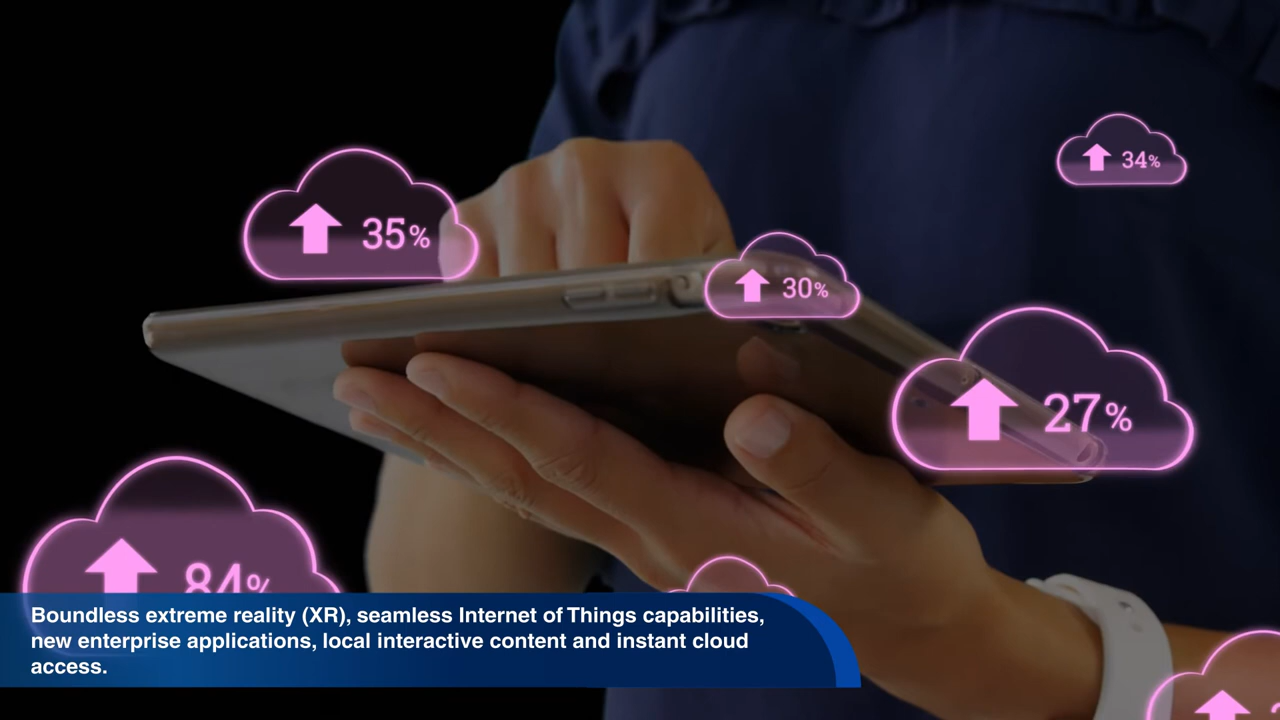 34%
35%
30%
27%
84%
Boundless extreme reality (XR), seamless Internet of Things capabilities,
new enterprise applications, local interactive content and instant cloud
access.